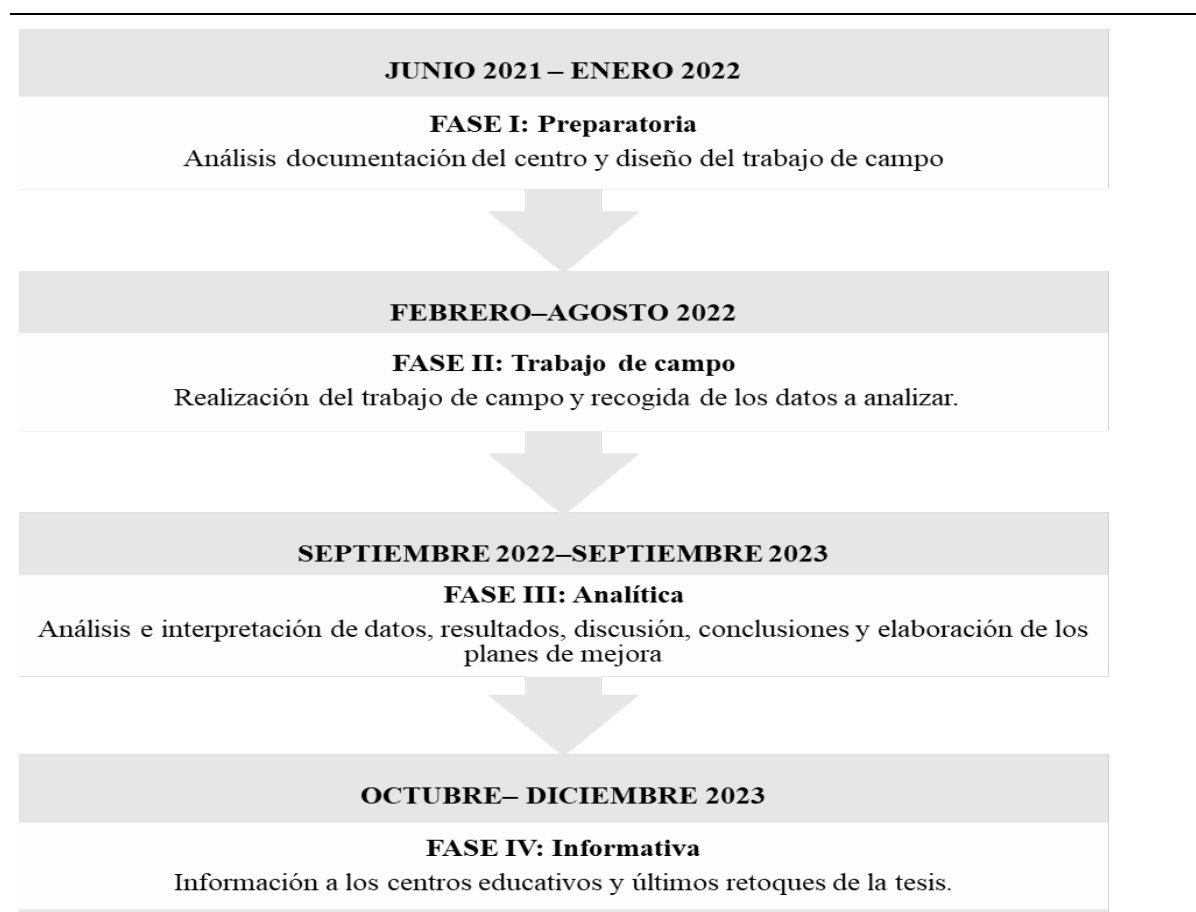 JUNIO 2021 – ENERO 2022
FASE I: Preparatoria
Análisis documentación del centro y diseño del trabajo de campo
FEBRERO–AGOSTO 2022
FASE II: Trabajo de campo
Realización del trabajo de campo y recogida de los datos a analizar.
SEPTIEMBRE 2022–SEPTIEMBRE 2023
FASE III: Analítica
Análisis e interpretación de datos, resultados, discusión, conclusiones y elaboración de los
planes de mejora
OCTUBRE– DICIEMBRE 2023
FASE IV: Informativa
Información a los centros educativos y últimos retoques de la tesis.